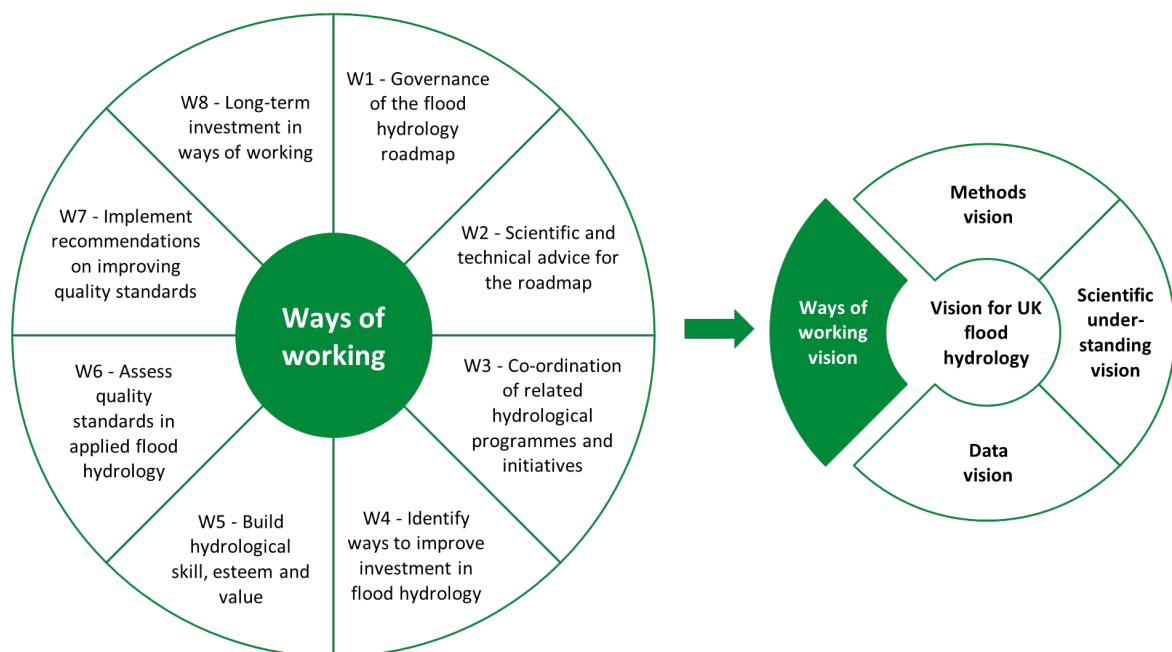 W1 - Governance
of the flood
hydrology
roadmap
W2 - Scientific and
technical advice for
the roadmap
W3 - Co-ordination
of related
hydrological
programmes and
initiatives
W4 - Identify
ways to improve
investment in
flood hydrology
W5 - Build
hydrological
skill, esteem and
value
W6 - Assess
quality
standards in
applied flood
hydrology
W7 - Implement
recommendations
on improving
quality standards
W8 - Long-term
investment in
ways of working
Ways of
working
Methods
vision
Scientific
under-
standing
vision
Data
vision
Ways of
working
vision
Vision for UK
flood
hydrology